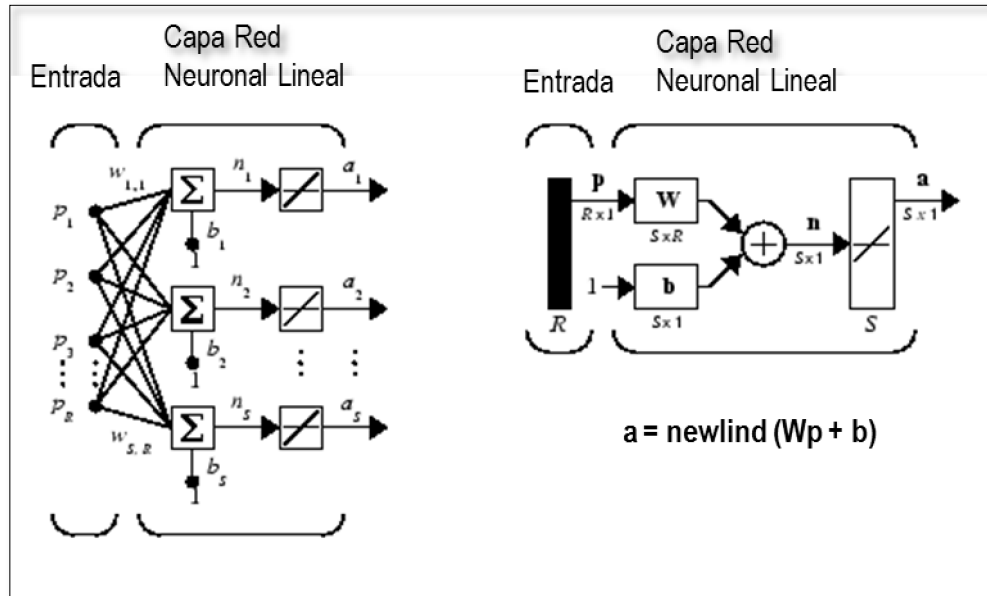 Capa Red
Neuronal Lineal
Entrada
w1,1
p1
p2
p3
pR
wS,R
Σ
n1
a1
b1
1
Σ
n2
a2
b2
1
Σ
nS
aS
bS
1
Capa Red
Neuronal Lineal
Entrada
p
R x 1
W
S x R
1
b
S x 1
+
n
S x 1
a
S x 1
R
S
a = newlind (Wp + b)